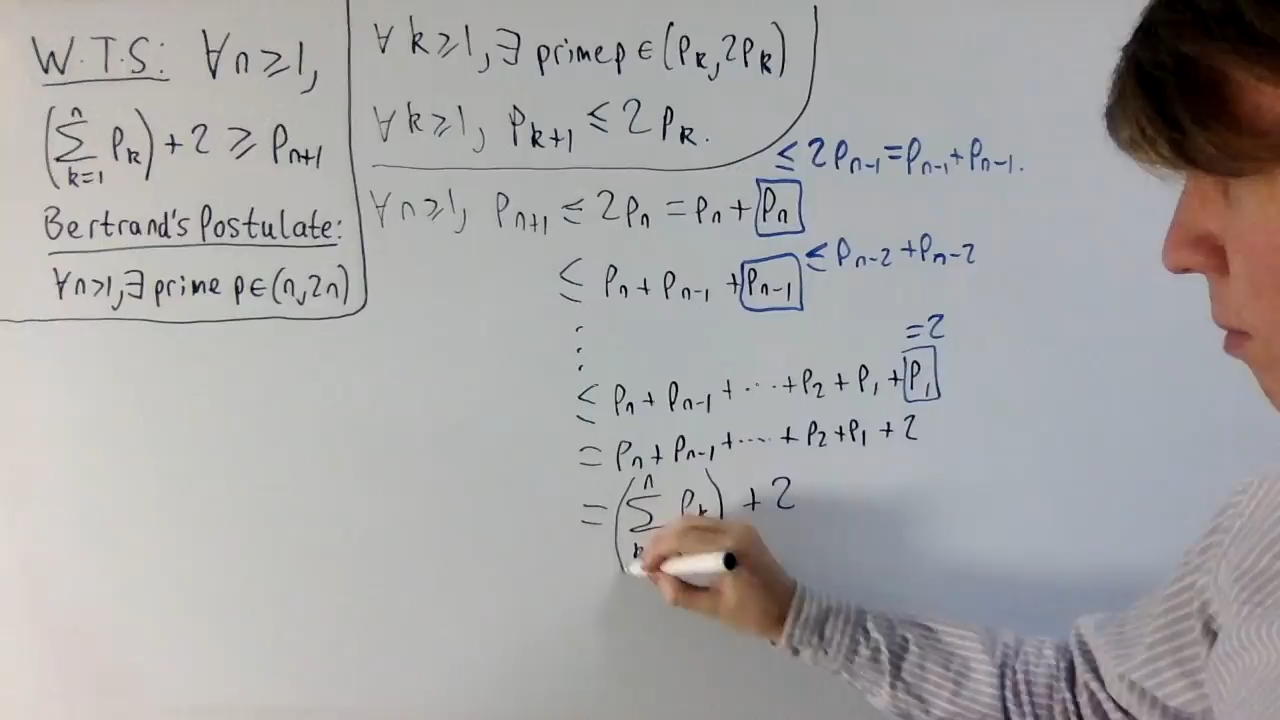 W.T.S: ∀n≥1,
(∑_{k=1}^{n} P_k) + 2 ≥ P_{n+1}
Bertrand's Postulate:
∀n>1, ∃ prime p∈(n,2n)
∀k≥1, ∃ prime p∈(P_k, 2P_k)
∀k≥1, P_{k+1} ≤ 2P_k.
≤ 2P_{n-1} = P_{n-1} + P_{n-1}.
∀n≥1, P_{n+1} ≤ 2P_n = P_n + P_n
≤ P_{n-2} + P_{n-2}
≤ P_n + P_{n-1} + P_{n-1}
⋮
= 2
≤ P_n + P_{n-1} + ⋯ + P_2 + P_1 + P_1
= P_n + P_{n-1} + ⋯ + P_2 + P_1 + 2
= (∑_{k}^{n} P_k) + 2